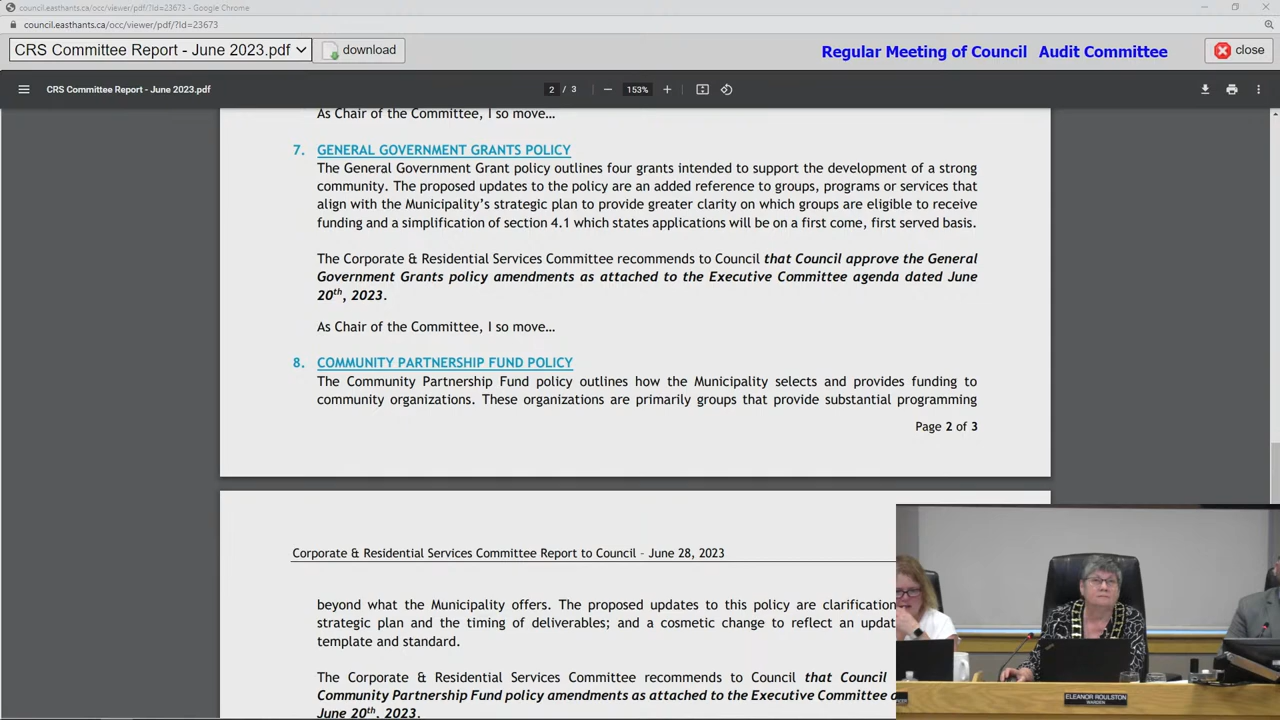 council.easthants.ca/occ/viewer/pdf/?Id=23673 - Google Chrome
council.easthants.ca/occ/viewer/pdf/?Id=23673
CRS Committee Report - June 2023.pdf download Regular Meeting of Council Audit Committee close
CRS Committee Report - June 2023.pdf 2 / 3 153%
As Chair of the Committee, I so move…
7. GENERAL GOVERNMENT GRANTS POLICY
The General Government Grant policy outlines four grants intended to support the development of a strong
community. The proposed updates to the policy are an added reference to groups, programs or services that
align with the Municipality’s strategic plan to provide greater clarity on which groups are eligible to receive
funding and a simplification of section 4.1 which states applications will be on a first come, first served basis.
The Corporate & Residential Services Committee recommends to Council that Council approve the General
Government Grants policy amendments as attached to the Executive Committee agenda dated June
20th, 2023.
As Chair of the Committee, I so move…
8. COMMUNITY PARTNERSHIP FUND POLICY
The Community Partnership Fund policy outlines how the Municipality selects and provides funding to
community organizations. These organizations are primarily groups that provide substantial programming
Page 2 of 3
Corporate & Residential Services Committee Report to Council – June 28, 2023
beyond what the Municipality offers. The proposed updates to this policy are clarification
strategic plan and the timing of deliverables; and a cosmetic change to reflect an updat
template and standard.
The Corporate & Residential Services Committee recommends to Council that Council
Community Partnership Fund policy amendments as attached to the Executive Committee
June 20th, 2023.
ELEANOR ROULSTON
WARDEN